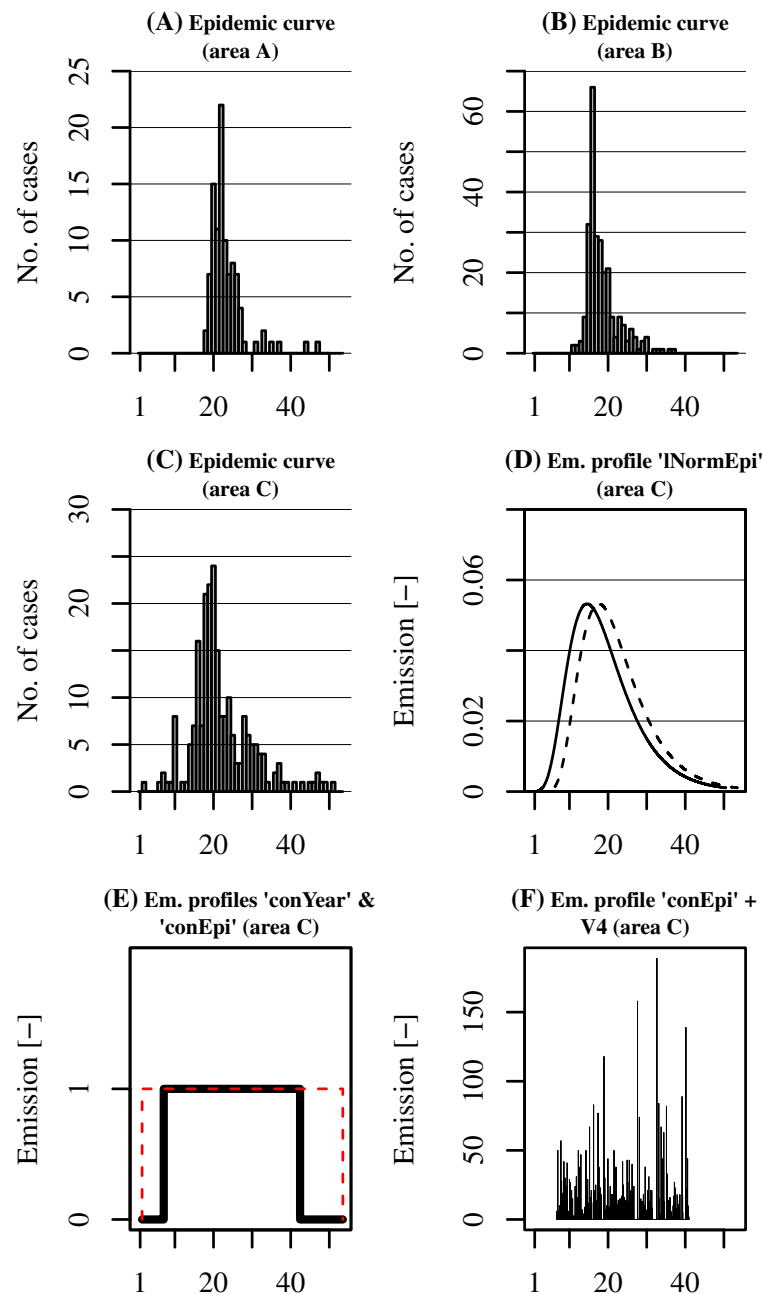 (A) Epidemic curve
(area A)
No. of cases
0 5 10 15 20 25
1 20 40
(B) Epidemic curve
(area B)
No. of cases
0 20 40 60
1 20 40
(C) Epidemic curve
(area C)
No. of cases
0 5 10 20 30
1 20 40
(D) Em. profile 'lNormEpi'
(area C)
Emission [−]
0 0.02 0.06
1 20 40
(E) Em. profiles 'conYear' &
'conEpi' (area C)
Emission [−]
0 1
1 20 40
(F) Em. profile 'conEpi' +
V4 (area C)
Emission [−]
0 50 100 150
1 20 40